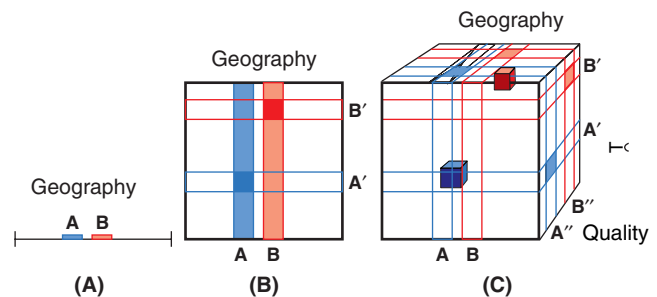 Geography
A B
(A)
Geography
B′
A′
A B
(B)
Geography
B′
A′
B″
A″ Quality
A B
(C)